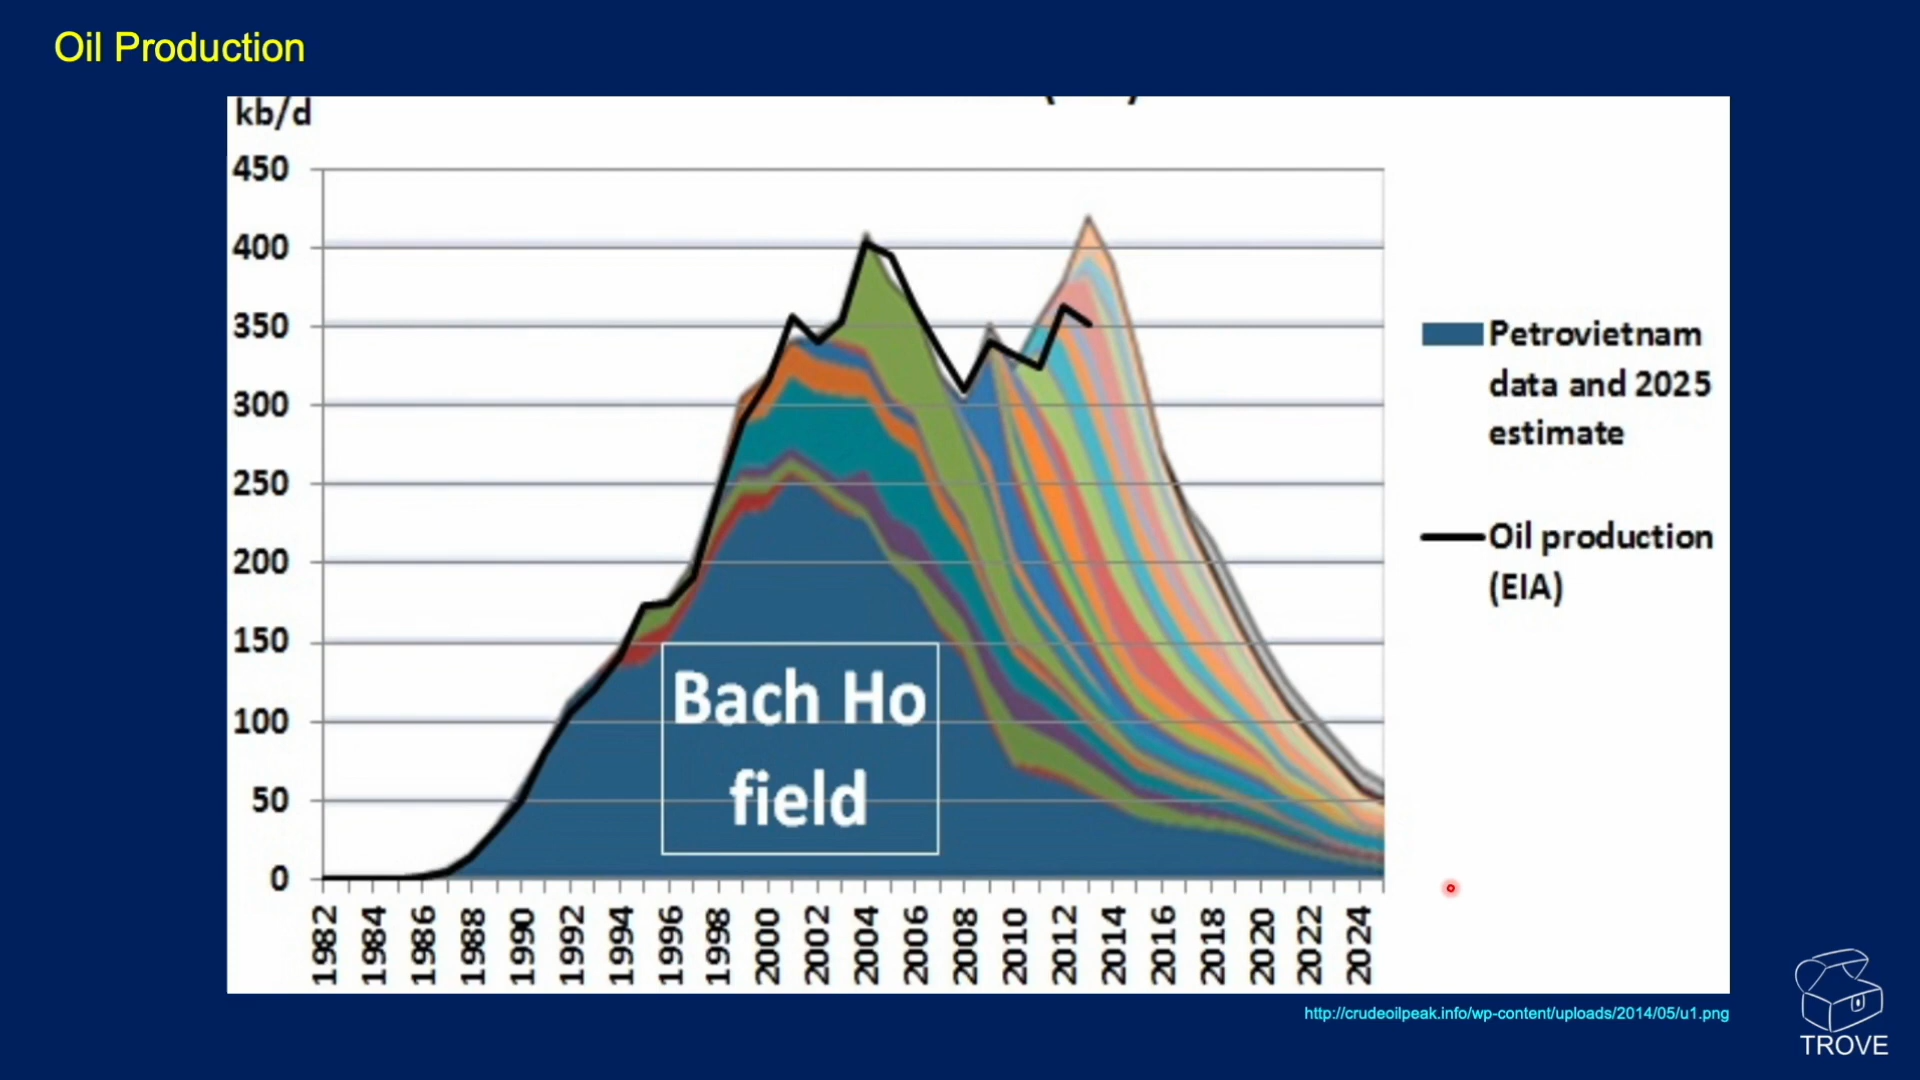 Oil Production
kb/d
450
400
350
300
250
200
150
100
50
0
Bach Ho
field
1982
1984
1986
1988
1990
1992
1994
1996
1998
2000
2002
2004
2006
2008
2010
2012
2014
2016
2018
2020
2022
2024
Petrovietnam
data and 2025
estimate
Oil production
(EIA)
http://crudeoilpeak.info/wp-content/uploads/2014/05/u1.png
TROVE